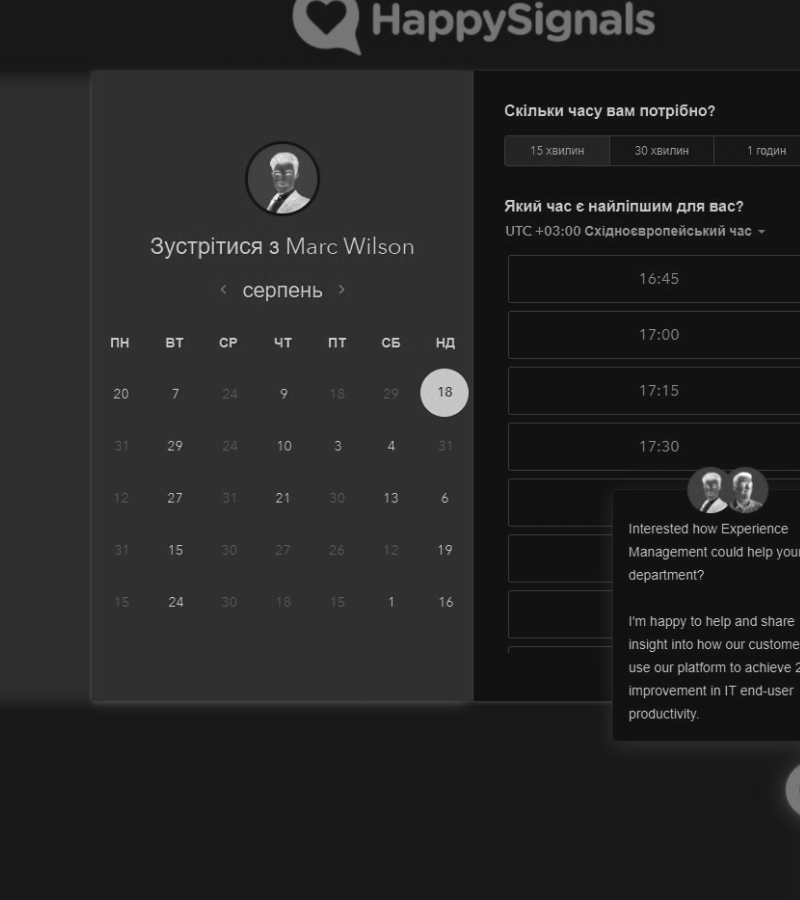 HappySignals
Зустрітися з Marc Wilson
серпень
ПН ВТ СР ЧТ ПТ СБ НД
20 7 24 9 18 29 18
31 29 24 10 3 4 31
12 27 31 21 30 13 6
31 15 30 27 26 12 19
15 24 30 18 15 1 16
Скільки часу вам потрібно?
15 хвилин 30 хвилин 1 годин
Який час є найліпшим для вас?
UTC +03:00 Східноєвропейський час
16:45
17:00
17:15
17:30
Interested how Experience
Management could help your
department?
I'm happy to help and share
insight into how our custome
use our platform to achieve 2
improvement in IT end-user
productivity.